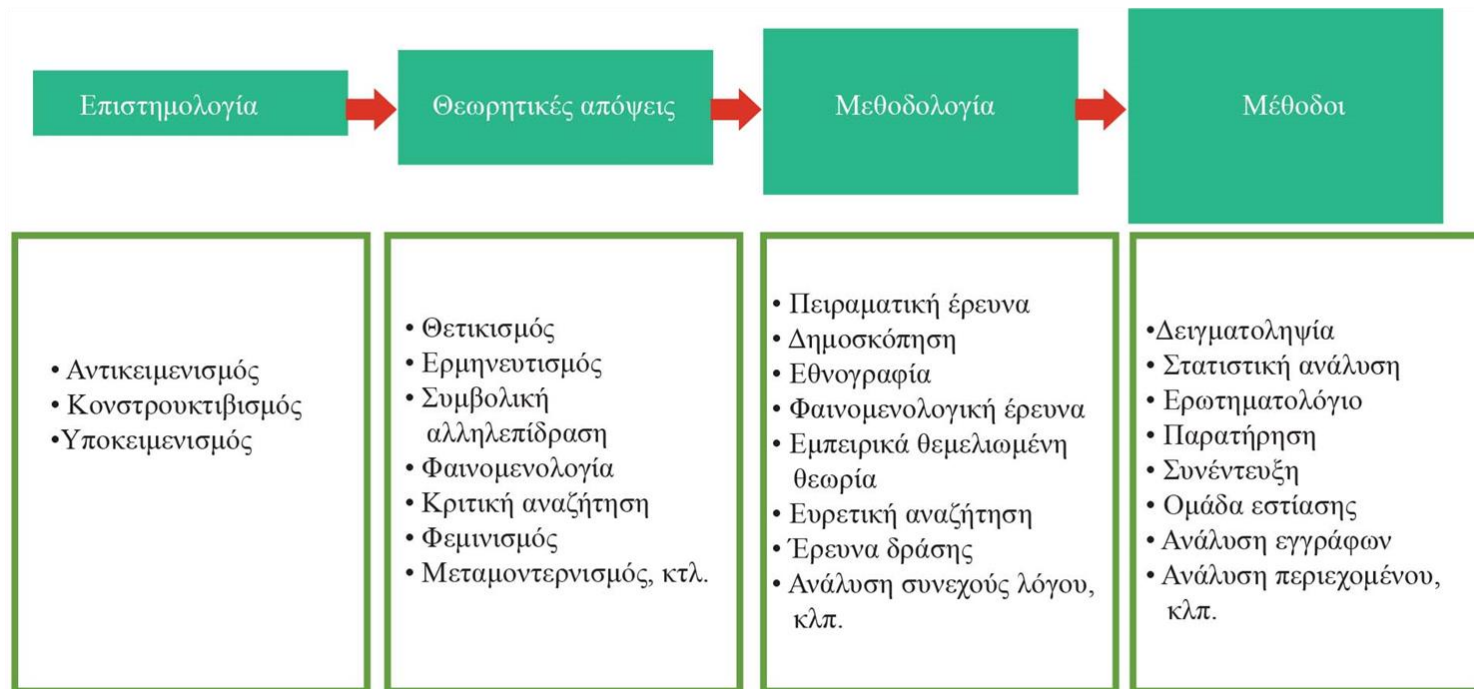 Επιστημολογία
Θεωρητικές απόψεις
Μεθοδολογία
Μέθοδοι
• Αντικειμενισμός
• Κονστρουκτιβισμός
•Υποκειμενισμός
• Θετικισμός
• Ερμηνευτισμός
• Συμβολική
αλληλεπίδραση
• Φαινομενολογία
• Κριτική αναζήτηση
• Φεμινισμός
• Μεταμοντερνισμός, κτλ.
• Πειραματική έρευνα
• Δημοσκόπηση
• Εθνογραφία
• Φαινομενολογική έρευνα
• Εμπειρικά θεμελιωμένη
θεωρία
• Ευρετική αναζήτηση
• Έρευνα δράσης
• Ανάλυση συνεχούς λόγου,
κλπ.
•Δειγματοληψία
• Στατιστική ανάλυση
• Ερωτηματολόγιο
• Παρατήρηση
• Συνέντευξη
• Ομάδα εστίασης
• Ανάλυση εγγράφων
• Ανάλυση περιεχομένου,
κλπ.